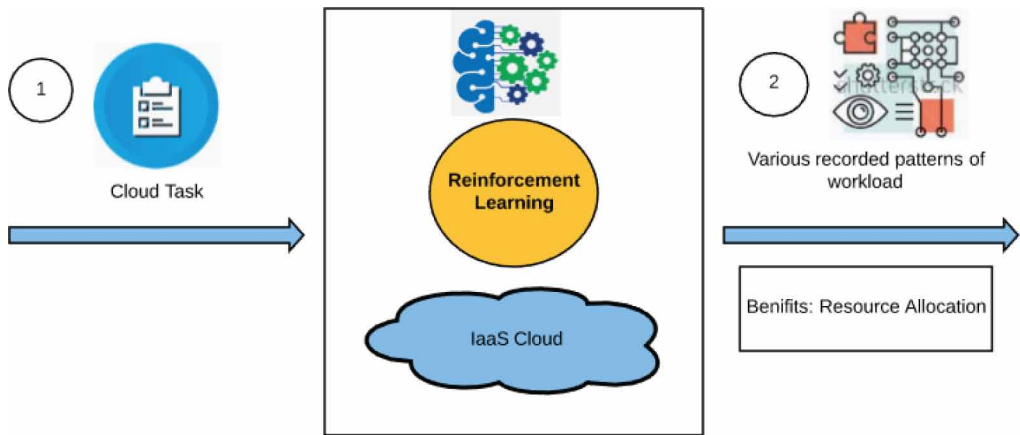 1
Cloud Task
Reinforcement
Learning
IaaS Cloud
2
Various recorded patterns of
workload
Benifits: Resource Allocation